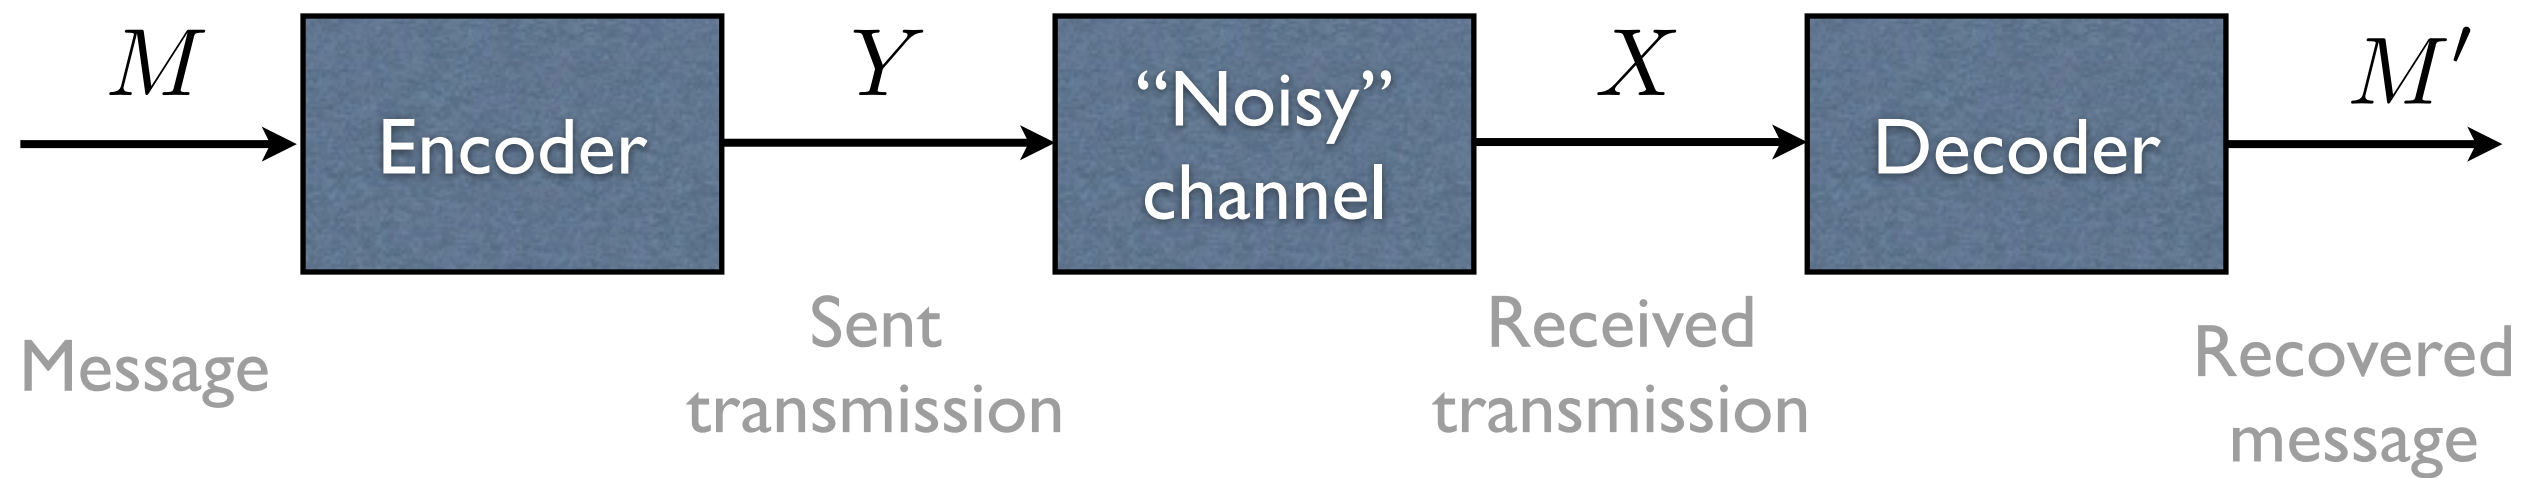 M
Y
X
M′
Encoder
“Noisy”
channel
Decoder
Message
Sent
transmission
Received
transmission
Recovered
message